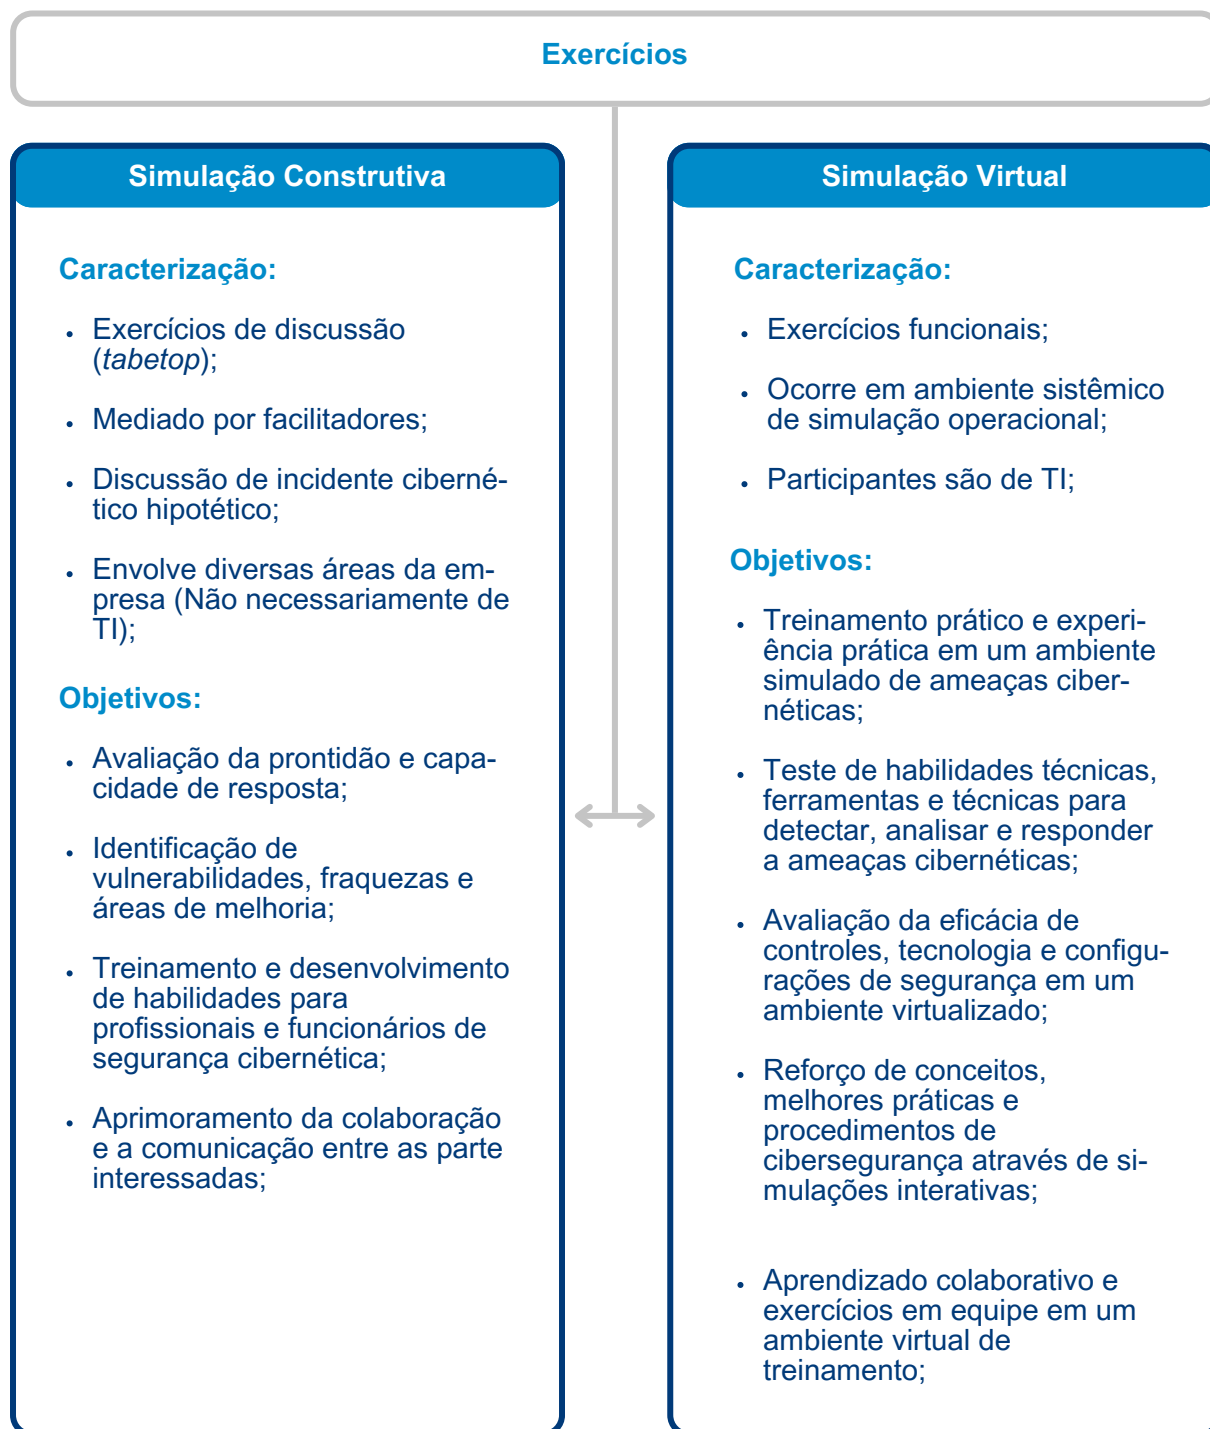 Exercícios
Simulação Construtiva
Caracterização:
• Exercícios de discussão
(tabetop);
• Mediado por facilitadores;
• Discussão de incidente ciberné-
tico hipotético;
• Envolve diversas áreas da em-
presa (Não necessariamente de
TI);
Objetivos:
• Avaliação da prontidão e capa-
cidade de resposta;
• Identificação de
vulnerabilidades, fraquezas e
áreas de melhoria;
• Treinamento e desenvolvimento
de habilidades para
profissionais e funcionários de
segurança cibernética;
• Aprimoramento da colaboração
e a comunicação entre as parte
interessadas;
Simulação Virtual
Caracterização:
• Exercícios funcionais;
• Ocorre em ambiente sistêmico
de simulação operacional;
• Participantes são de TI;
Objetivos:
• Treinamento prático e experi-
ência prática em um ambiente
simulado de ameaças ciber-
néticas;
• Teste de habilidades técnicas,
ferramentas e técnicas para
detectar, analisar e responder
a ameaças cibernéticas;
• Avaliação da eficácia de
controles, tecnologia e configu-
rações de segurança em um
ambiente virtualizado;
• Reforço de conceitos,
melhores práticas e
procedimentos de
cibersegurança através de si-
mulações interativas;
• Aprendizado colaborativo e
exercícios em equipe em um
ambiente virtual de
treinamento;